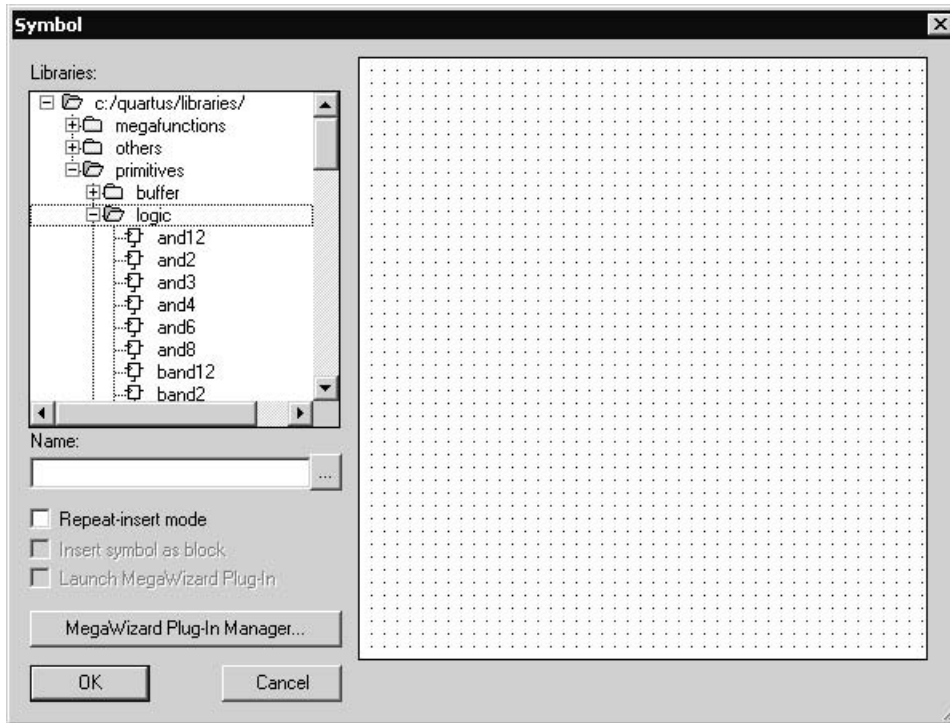 Symbol
Libraries:
c:/quartus/libraries/
megafunctions
others
primitives
buffer
logic
and12
and2
and3
and4
and6
and8
band12
band2
Name:
...
Repeat-insert mode
Insert symbol as block
Launch MegaWizard Plug-In
MegaWizard Plug-In Manager...
OK Cancel